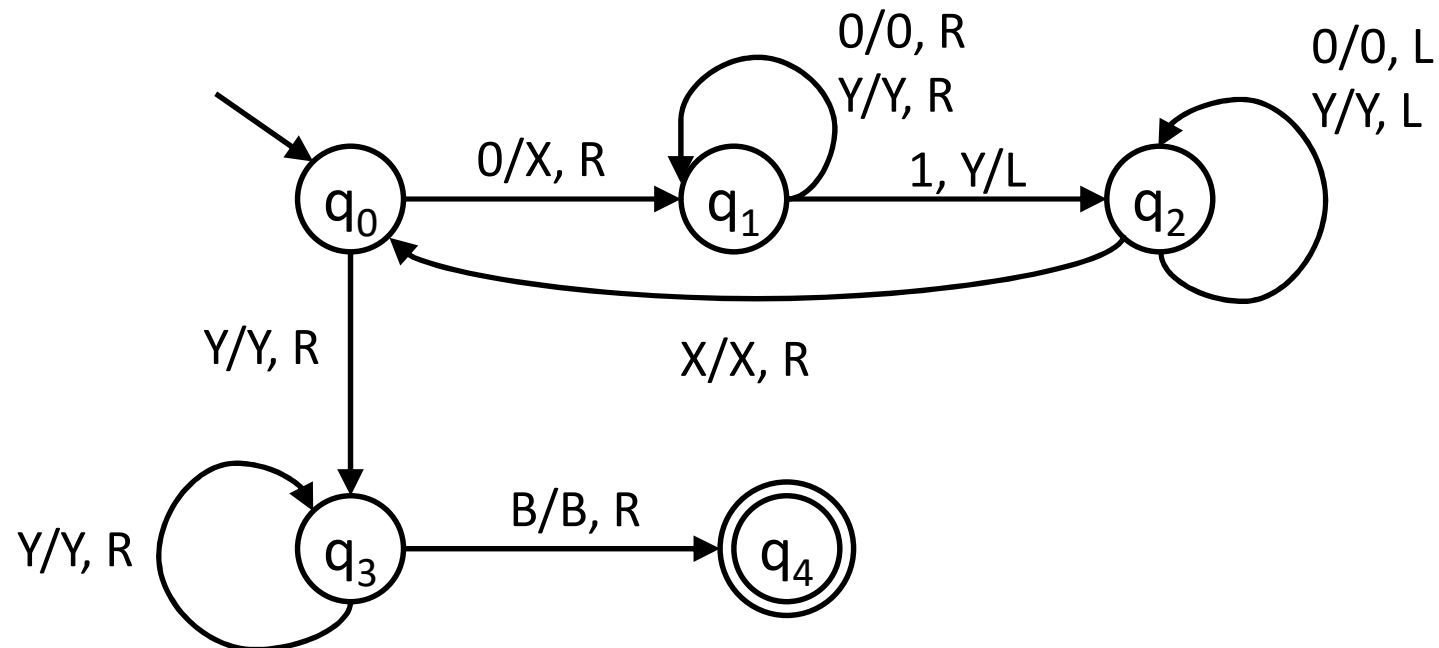 0/0, R
Y/Y, R
0/0, L
Y/Y, L
0/X, R
1, Y/L
q0
q1
q2
Y/Y, R
X/X, R
B/B, R
Y/Y, R
q3
q4